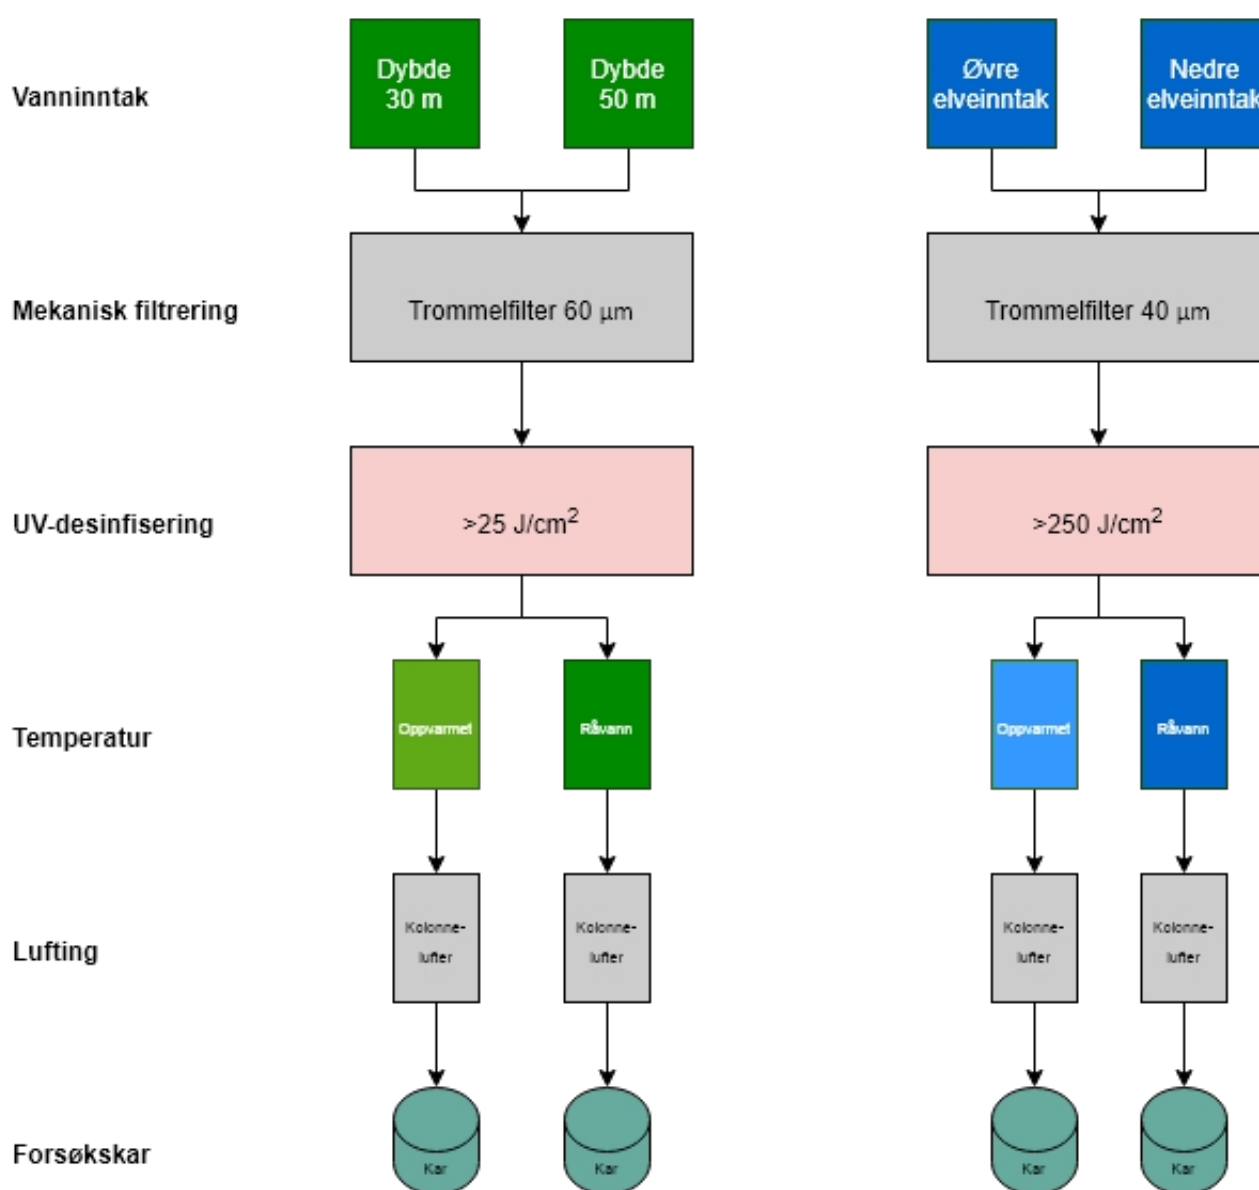 Vanninntak
Dybde
30 m
Dybde
50 m
Øvre
elveinntak
Nedre
elveinntak
Mekanisk filtrering
Trommelfilter 60 μm
Trommelfilter 40 μm
UV-desinfisering
>25 J/cm²
>250 J/cm²
Temperatur
Oppvarmet
Råvann
Oppvarmet
Råvann
Lufting
Kolonne-
lufter
Kolonne-
lufter
Kolonne-
lufter
Kolonne-
lufter
Forsøkskar
Kar
Kar
Kar
Kar